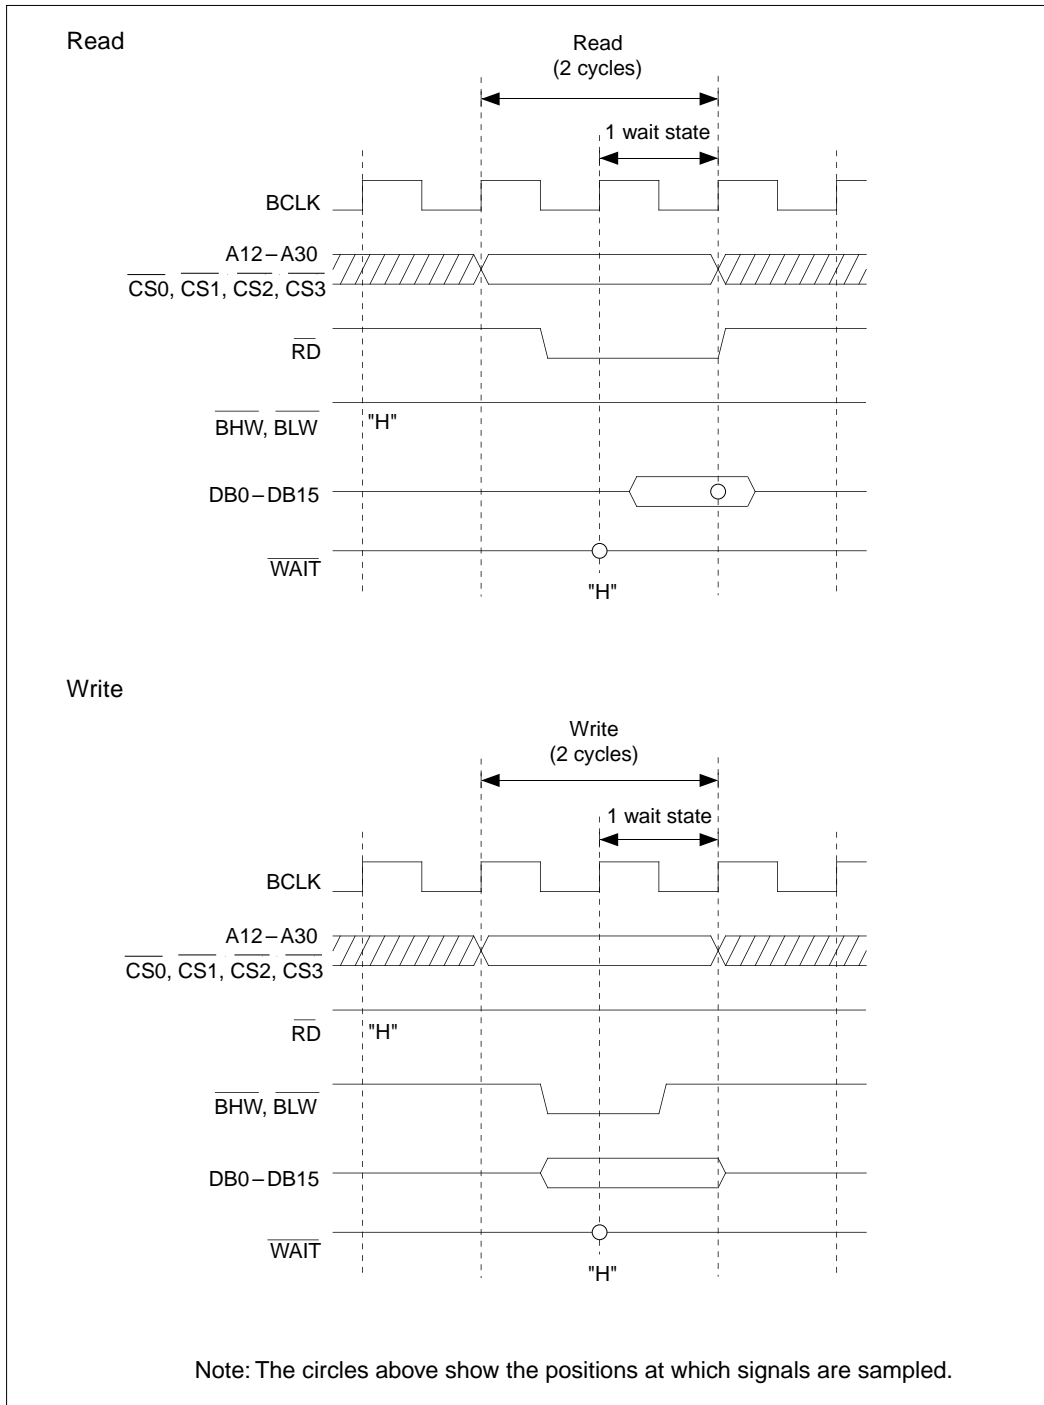 Read
Read
(2 cycles)
1 wait state
BCLK
A12–A30
CS0, CS1, CS2, CS3
RD
BHW, BLW
"H"
DB0–DB15
WAIT
"H"
Write
Write
(2 cycles)
1 wait state
BCLK
A12–A30
CS0, CS1, CS2, CS3
RD
"H"
BHW, BLW
DB0–DB15
WAIT
"H"
Note: The circles above show the positions at which signals are sampled.